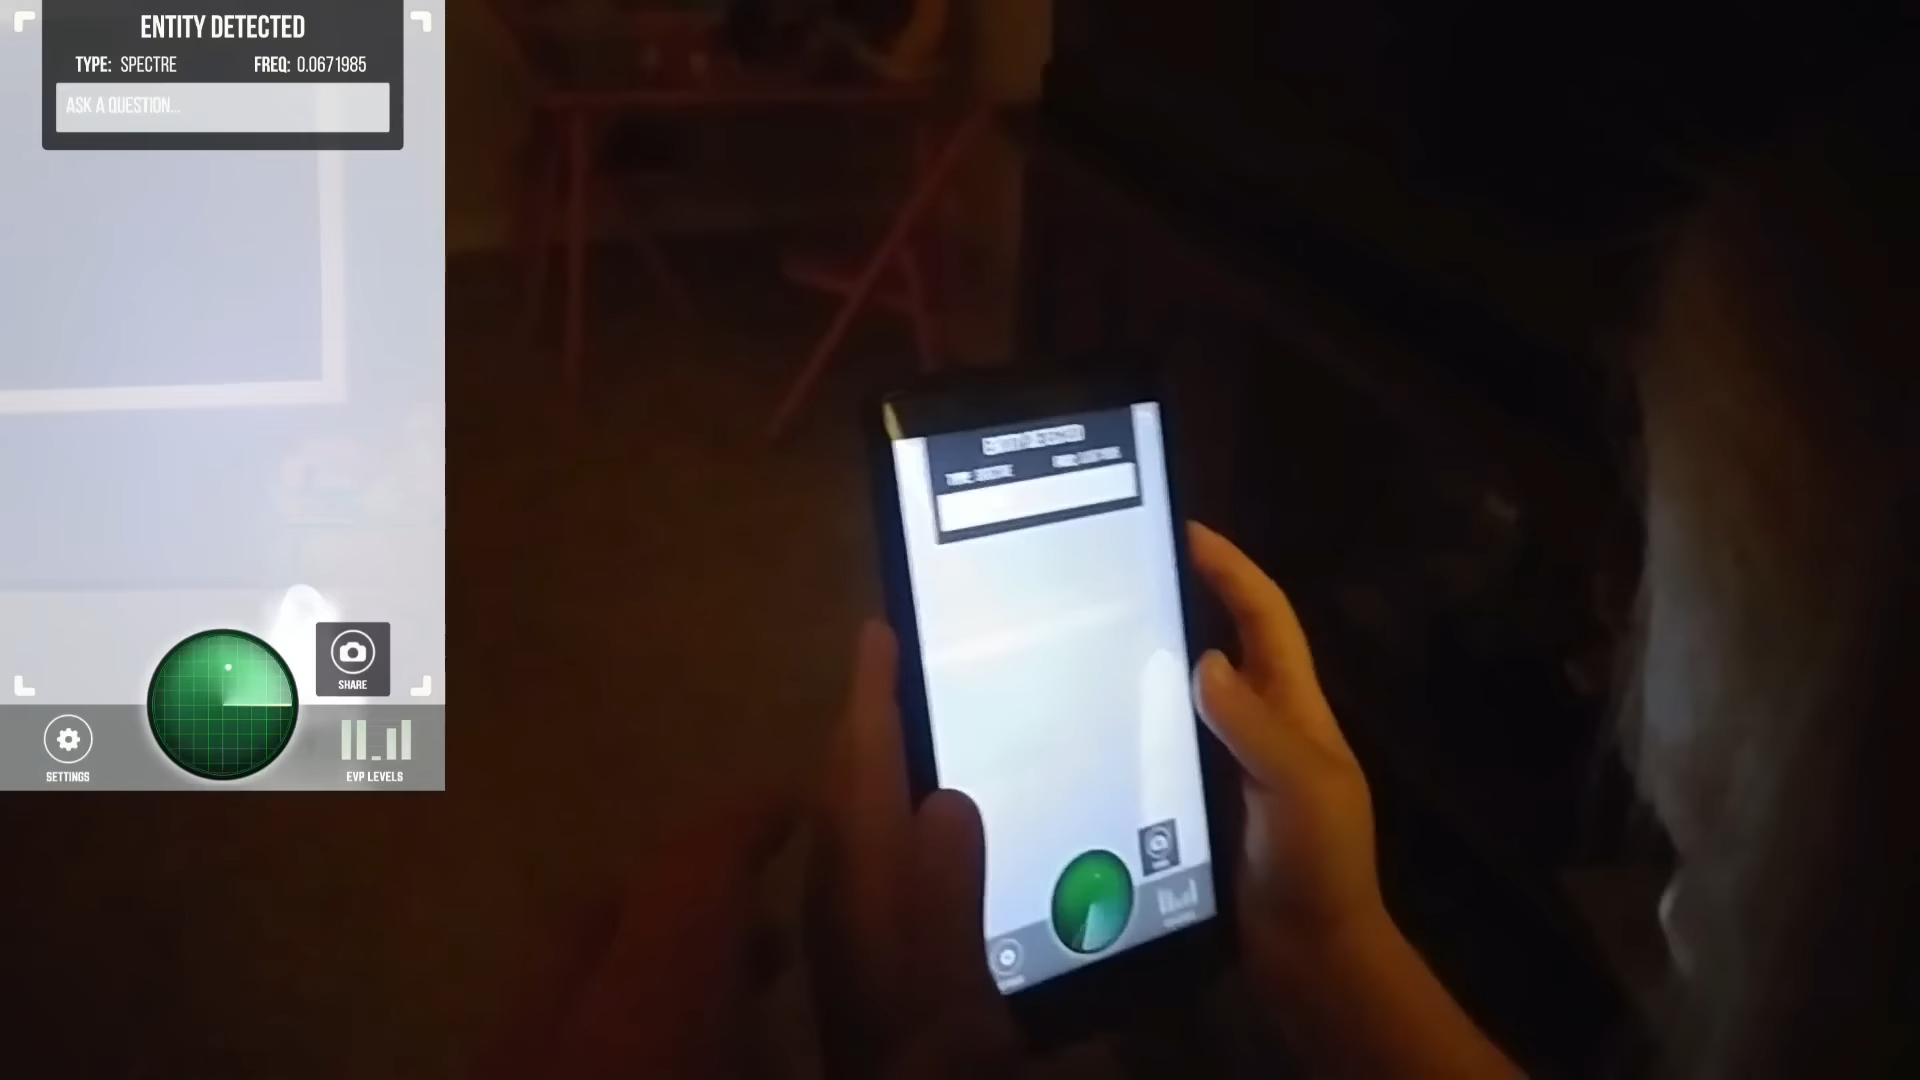 ENTITY DETECTED
TYPE: SPECTRE FREQ: 0.0671985
ASK A QUESTION...
SHARE
SETTINGS
EVP LEVELS